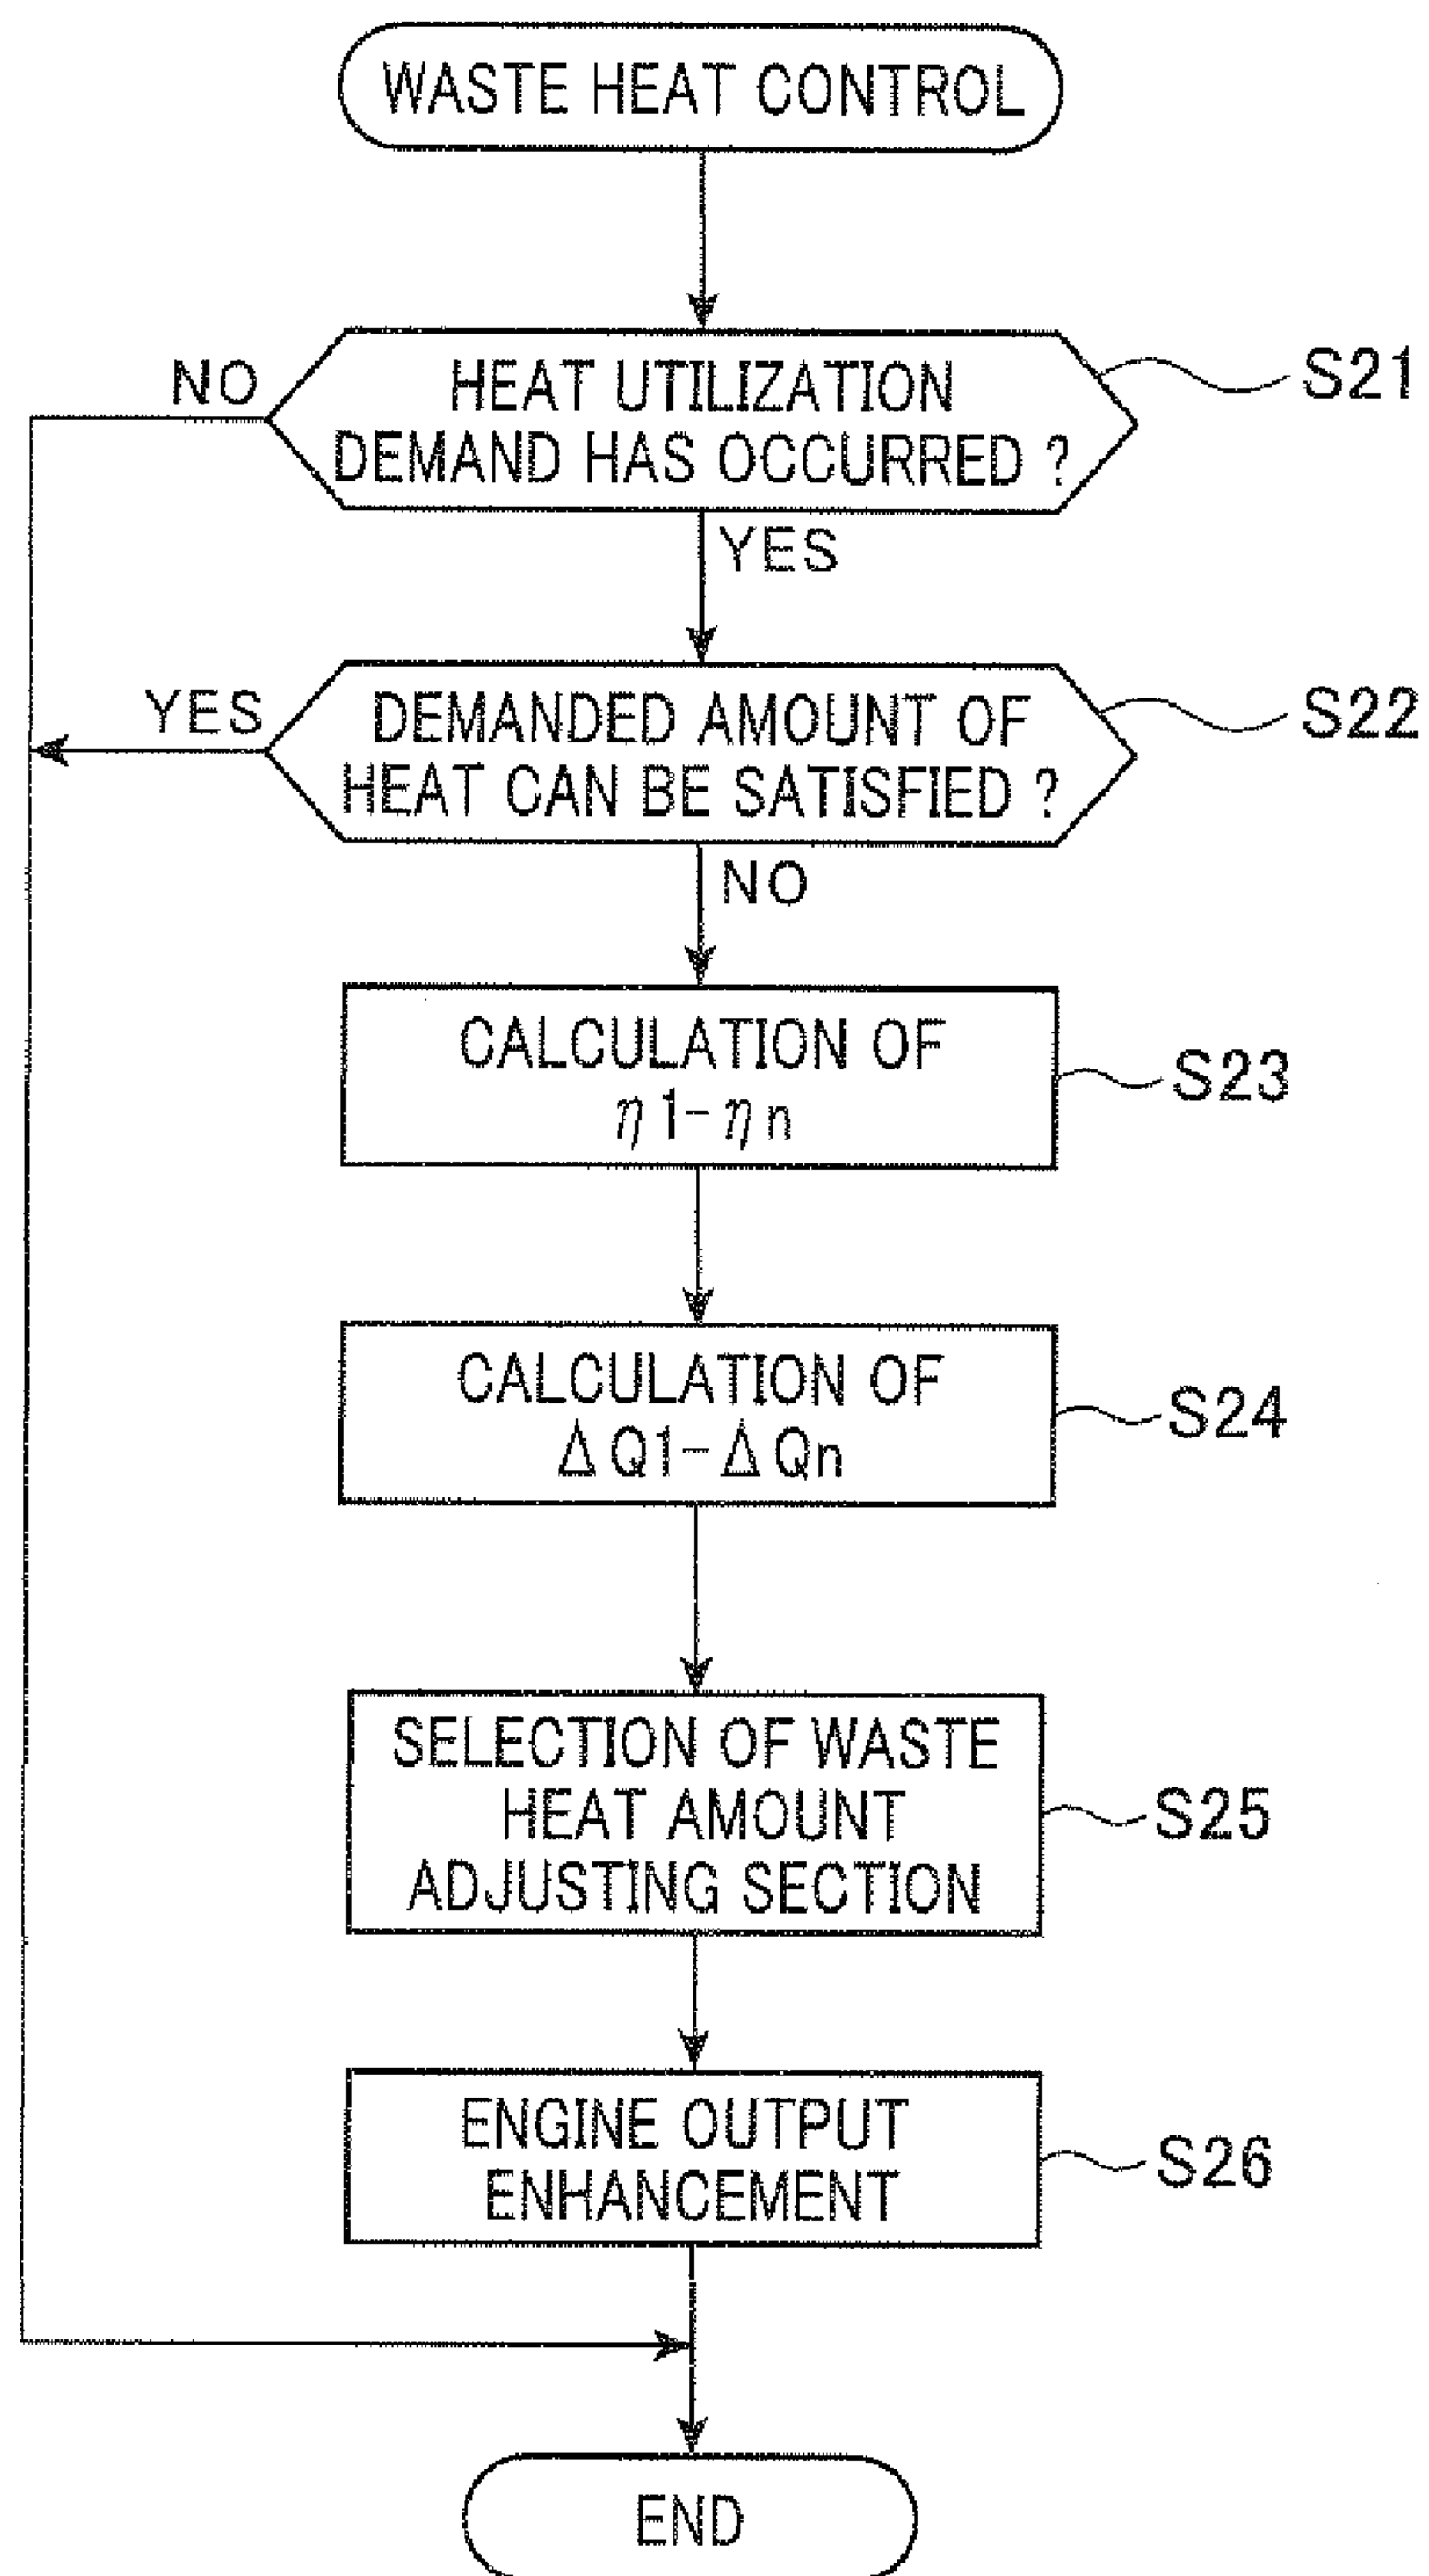 WASTE HEAT CONTROL
NO
HEAT UTILIZATION
DEMAND HAS OCCURRED ?
S21
YES
YES
DEMANDED AMOUNT OF
HEAT CAN BE SATISFIED ?
S22
NO
CALCULATION OF
η1-ηn
S23
CALCULATION OF
ΔQ1-ΔQn
S24
SELECTION OF WASTE
HEAT AMOUNT
ADJUSTING SECTION
S25
ENGINE OUTPUT
ENHANCEMENT
S26
END